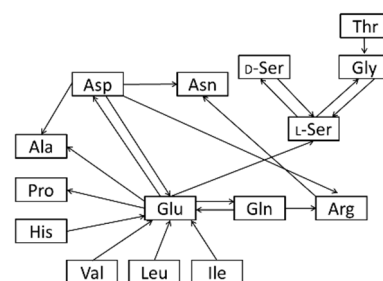 Thr
D-Ser
Gly
Asp
Asn
L-Ser
Ala
Pro
Glu
Gln
Arg
His
Val
Leu
Ile